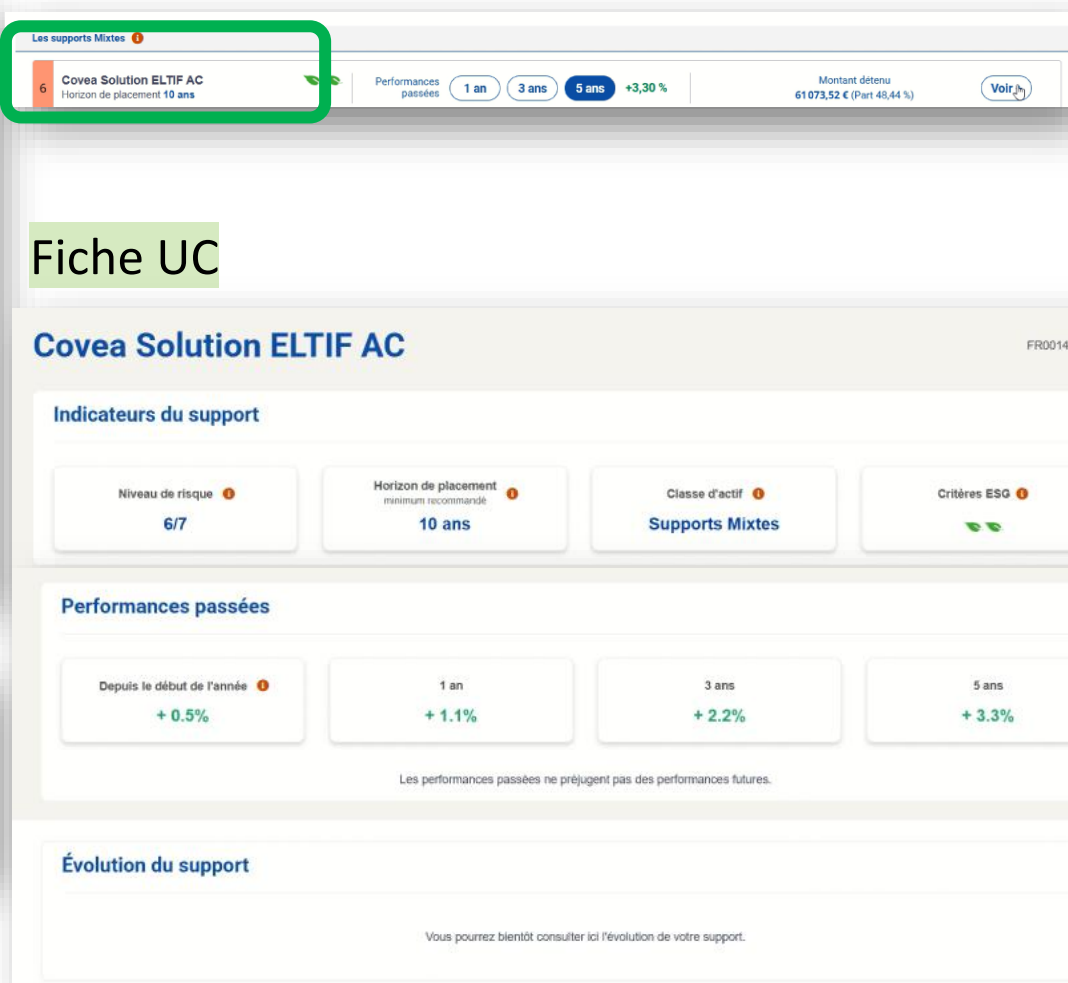 Les supports Mixtes
6 Covea Solution ELTIF AC
Horizon de placement 10 ans
Performances passées 1 an 3 ans 5 ans +3,30 %
Montant détenu
61 073,52 € (Part 48,44 %)
Voir
Fiche UC
Covea Solution ELTIF AC
FR0014
Indicateurs du support
Niveau de risque
6/7
Horizon de placement
minimum recommandé
10 ans
Classe d'actif
Supports Mixtes
Critères ESG
Performances passées
Depuis le début de l'année
+ 0.5%
1 an
+ 1.1%
3 ans
+ 2.2%
5 ans
+ 3.3%
Les performances passées ne préjugent pas des performances futures.
Évolution du support
Vous pourrez bientôt consulter ici l'évolution de votre support.